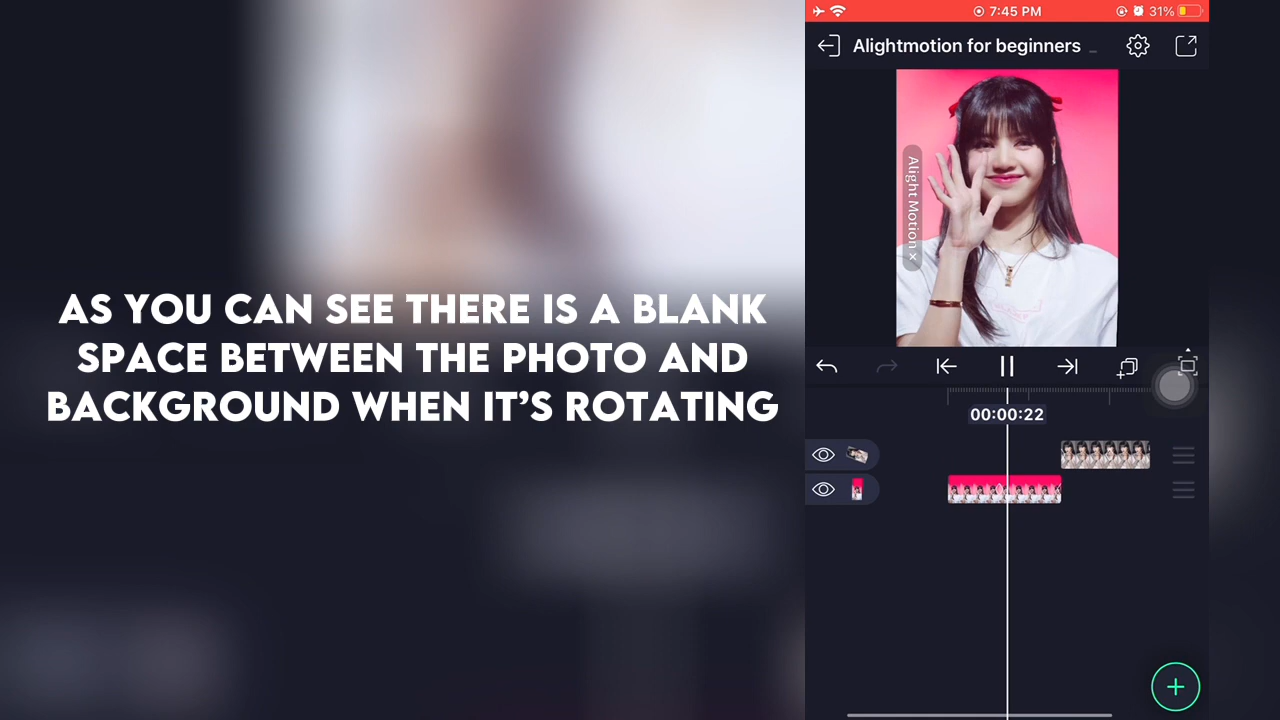 7:45 PM
31%
Alightmotion for beginners _
Alight Motion ×
00:00:22
AS YOU CAN SEE THERE IS A BLANK
SPACE BETWEEN THE PHOTO AND
BACKGROUND WHEN IT’S ROTATING